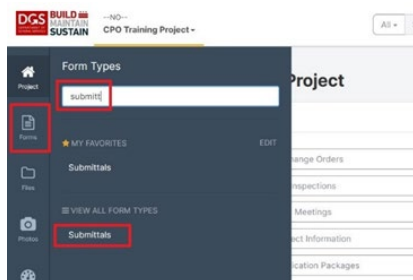 DGS BUILD
MAINTAIN
SUSTAIN
--NO--
CPO Training Project
All
Project
Forms
Files
Photos
Form Types
submitt
MY FAVORITES EDIT
Submittals
VIEW ALL FORM TYPES
Submittals
Project
ange Orders
nspections
Meetings
ect Information
ication Packages